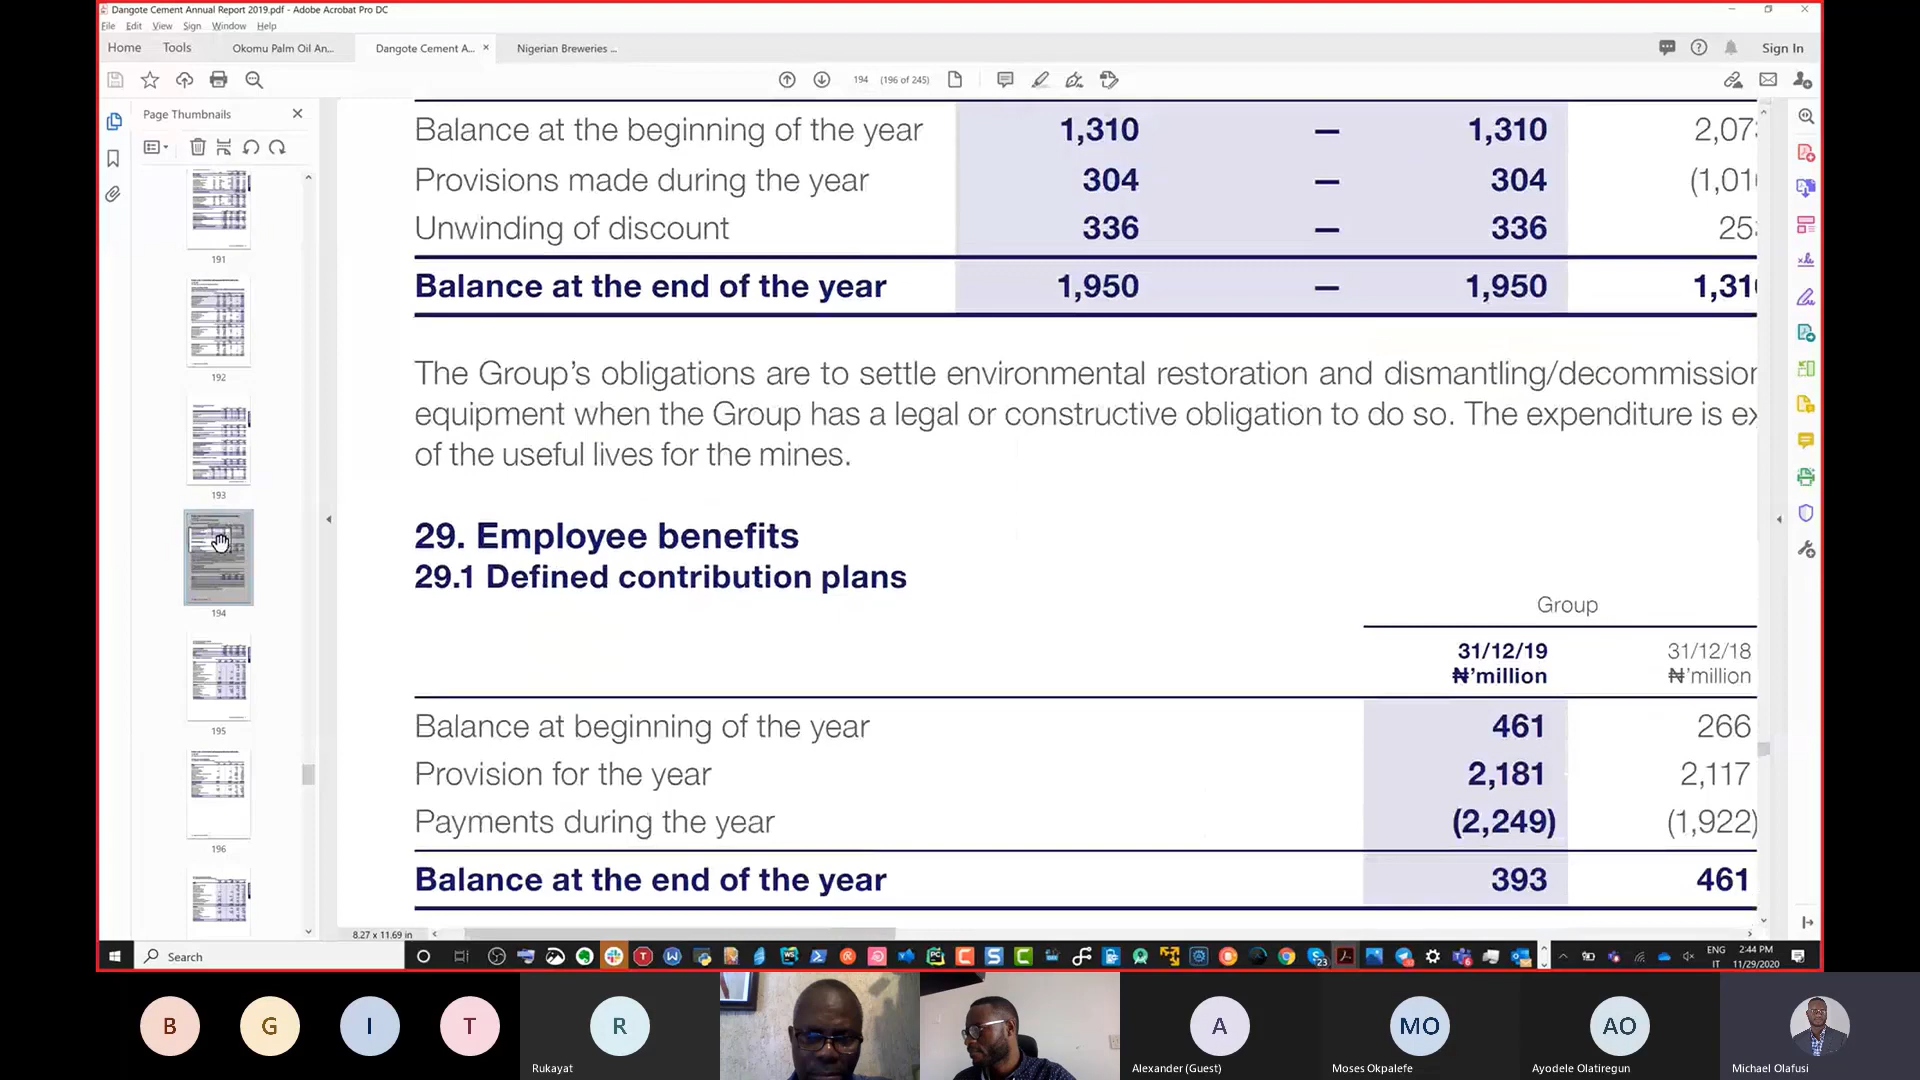 Dangote Cement Annual Report 2019.pdf - Adobe Acrobat Pro DC
File Edit View Sign Window Help
Home Tools Okomu Palm Oil An... Dangote Cement A... × Nigerian Breweries ... Sign In
194 (196 of 245)
Page Thumbnails
191
192
193
194
195
196
Balance at the beginning of the year 1,310 – 1,310
Provisions made during the year 304 – 304
Unwinding of discount 336 – 336
Balance at the end of the year 1,950 – 1,950
The Group's obligations are to settle environmental restoration and dismantling/decommission
equipment when the Group has a legal or constructive obligation to do so. The expenditure is ex
of the useful lives for the mines.
29. Employee benefits
29.1 Defined contribution plans
Group
31/12/19 31/12/18
₦'million ₦'million
Balance at beginning of the year 461 266
Provision for the year 2,181 2,117
Payments during the year (2,249) (1,922)
Balance at the end of the year 393 461
8.27 x 11.69 in
Search
23
ENG
IT
2:44 PM
11/29/2020
B G I T R A MO AO
Rukayat
Alexander (Guest)
Moses Okpalefe
Ayodele Olatiregun
Michael Olafusi